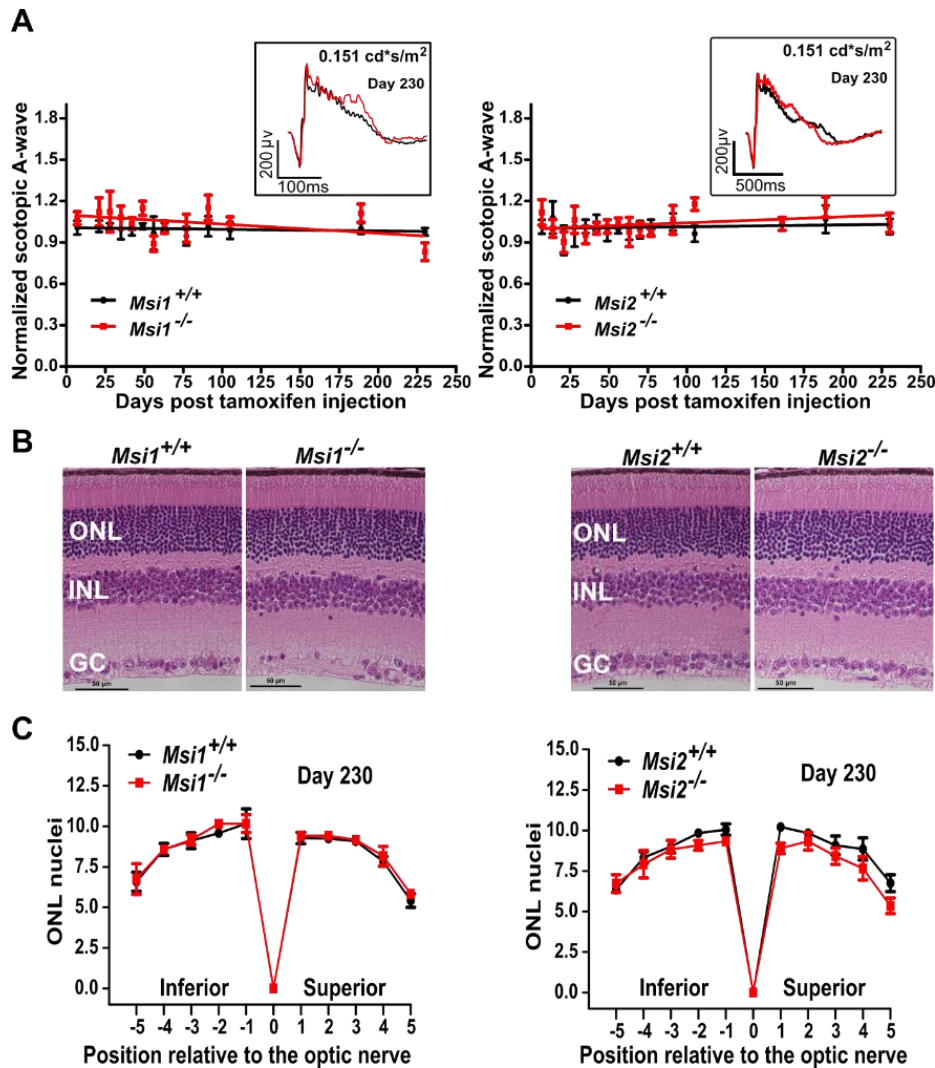 A
Normalized scotopic A-wave
1.8
1.5
1.2
0.9
0.6
0.3
0.0
0 25 50 75 100 125 150 175 200 225 250
Days post tamoxifen injection
Msi1+/+
Msi1-/-
0.151 cd*s/m2
Day 230
200 μv
100ms
Normalized scotopic A-wave
1.8
1.5
1.2
0.9
0.6
0.3
0.0
0 25 50 75 100 125 150 175 200 225 250
Days post tamoxifen injection
Msi2+/+
Msi2-/-
0.151 cd*s/m2
Day 230
200 μv
500ms
B
Msi1+/+ Msi1-/-
ONL
INL
GC
50 μm 50 μm
Msi2+/+ Msi2-/-
ONL
INL
GC
50 μm 50 μm
C
ONL nuclei
15.0
12.5
10.0
7.5
5.0
2.5
0.0
Msi1+/+
Msi1-/-
Day 230
Inferior Superior
-5 -4 -3 -2 -1 0 1 2 3 4 5
Position relative to the optic nerve
ONL nuclei
15.0
12.5
10.0
7.5
5.0
2.5
0.0
Msi2+/+
Msi2-/-
Day 230
Inferior Superior
-5 -4 -3 -2 -1 0 1 2 3 4 5
Position relative to the optic nerve